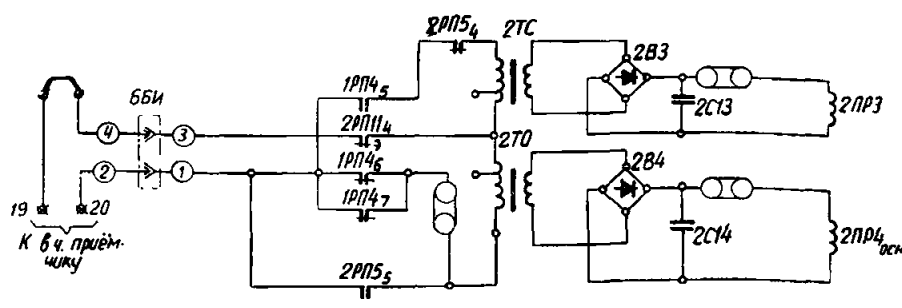 2РП5₄
2ТС
2В3
1РП4₅
2С13
2ПР3
6БИ
2РП11₄
4
3
2ТО
1РП4₆
2В4
2
1
1РП4₇
19
20
2С14
2ПР4осн
К в ч. приём-
нику
2РП5₅